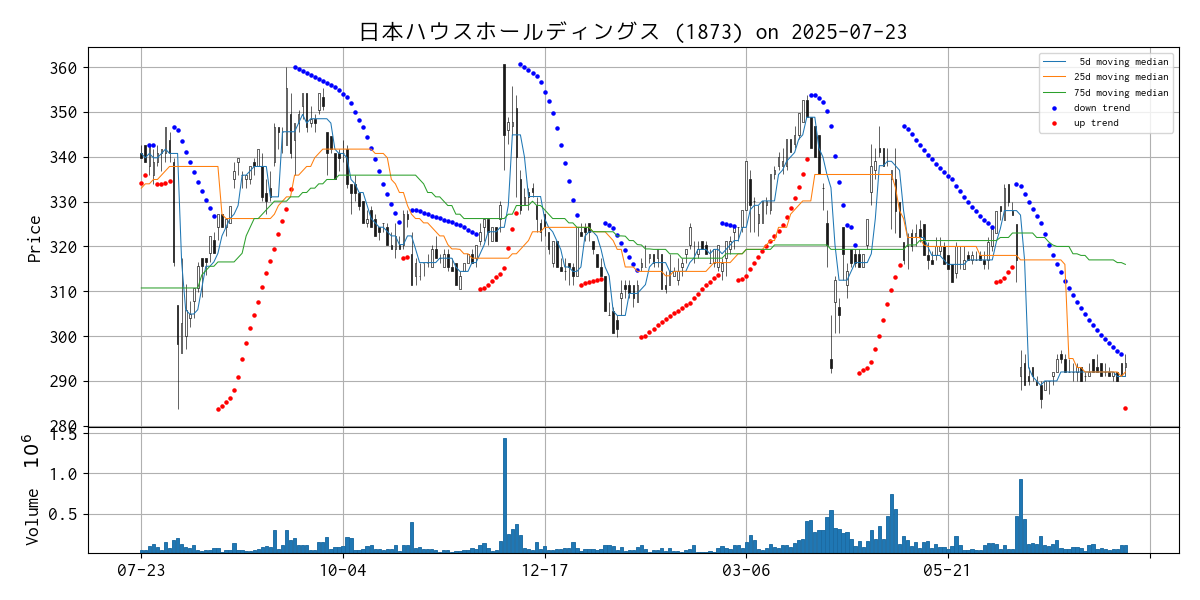 日本ハウスホールディングス (1873) on 2025-07-23
5d moving median
25d moving median
75d moving median
down trend
up trend
Price
360
350
340
330
320
310
300
290
280
Volume 10^6
1.5
1.0
0.5
07-23
10-04
12-17
03-06
05-21